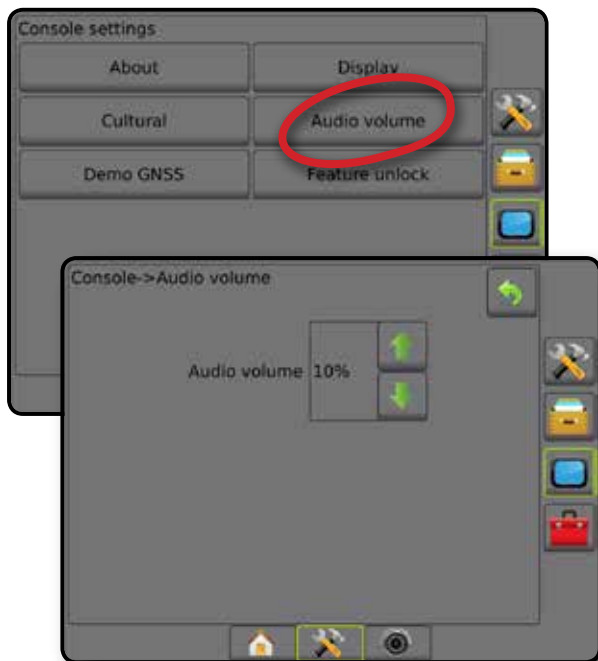 Console settings
About Display
Cultural Audio volume
Demo GNSS Feature unlock
Console->Audio volume
Audio volume 10%